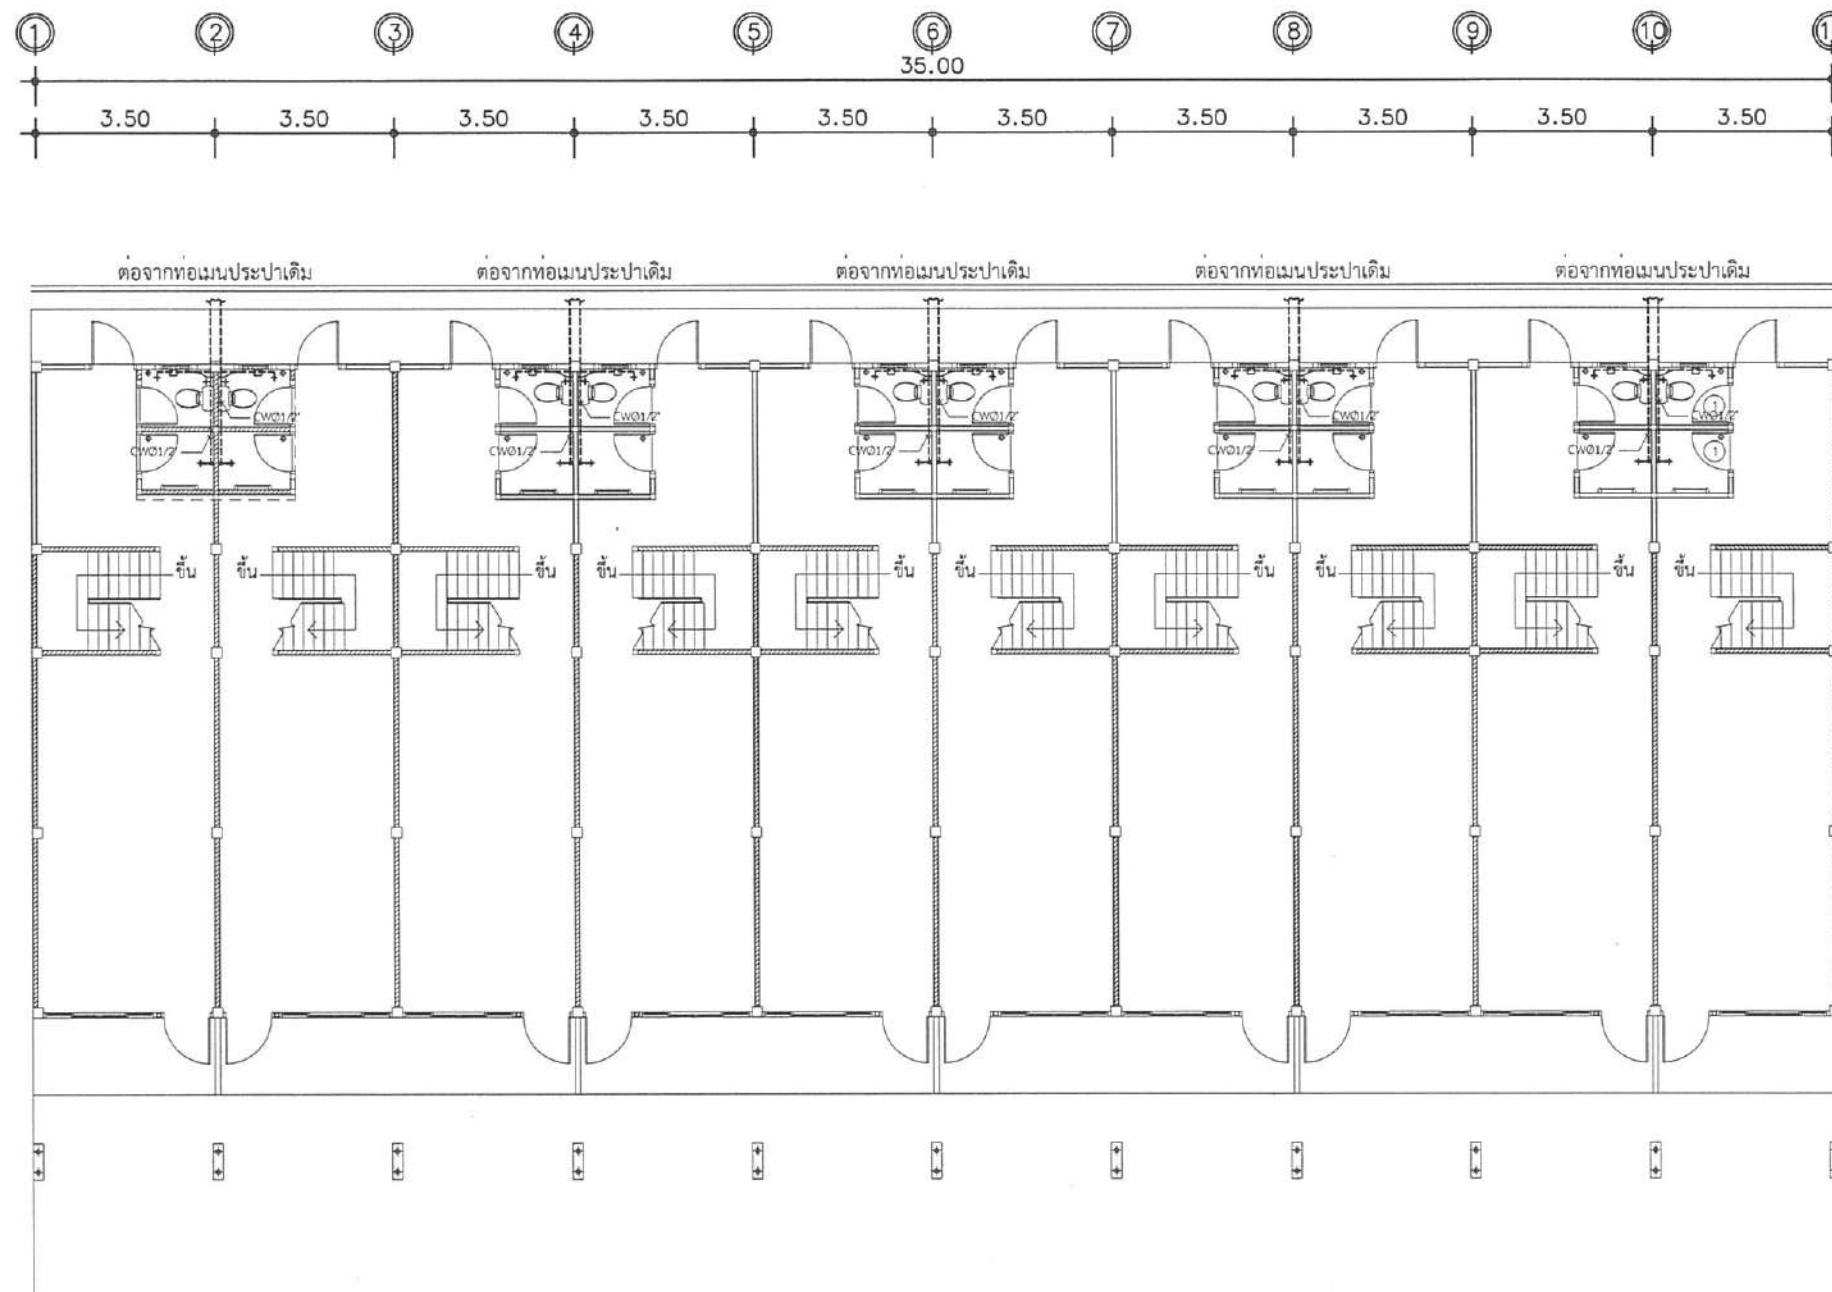 1 2 3 4 5 6 7 8 9 10 1
35.00
3.50 3.50 3.50 3.50 3.50 3.50 3.50 3.50 3.50 3.50
ต่อจากท่อเมนประปาเดิม ต่อจากท่อเมนประปาเดิม ต่อจากท่อเมนประปาเดิม ต่อจากท่อเมนประปาเดิม ต่อจากท่อเมนประปาเดิม
1
CWØ1/2" CWØ1/2" CWØ1/2" CWØ1/2" CWØ1/2"
CWØ1/2" CWØ1/2" CWØ1/2" CWØ1/2" CWØ1/2" 1
ขึ้น ขึ้น ขึ้น ขึ้น ขึ้น ขึ้น ขึ้น ขึ้น ขึ้น ขึ้น